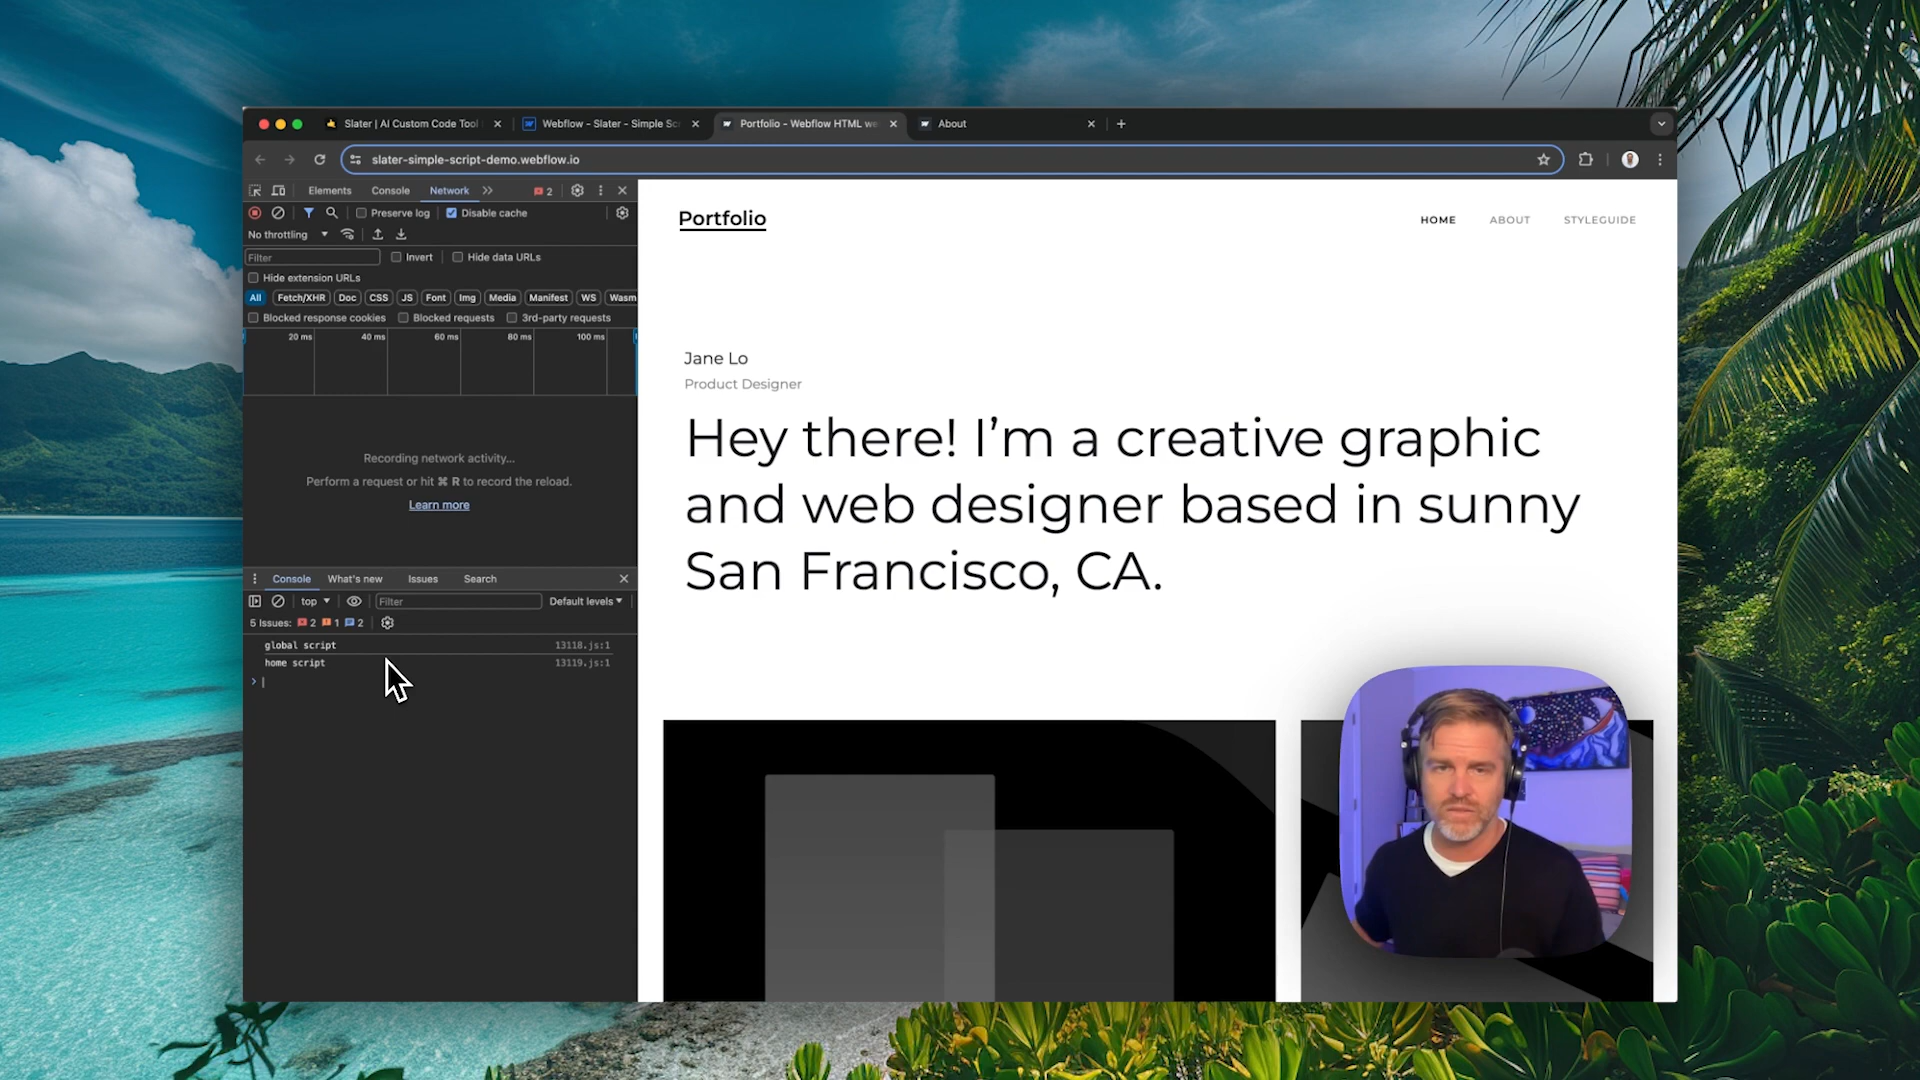 Slater | AI Custom Code Tool
Webflow - Slater - Simple Sc
Portfolio - Webflow HTML we
About
slater-simple-script-demo.webflow.io
Elements
Console
Network
2
Preserve log
Disable cache
No throttling
Filter
Invert
Hide data URLs
Hide extension URLs
All
Fetch/XHR
Doc
CSS
JS
Font
Img
Media
Manifest
WS
Wasm
Blocked response cookies
Blocked requests
3rd-party requests
20 ms
40 ms
60 ms
80 ms
100 ms
Recording network activity...
Perform a request or hit ⌘ R to record the reload.
Learn more
Console
What's new
Issues
Search
top
Filter
Default levels
5 Issues: 2 1 2
global script 13118.js:1
home script 13119.js:1
Portfolio
HOME
ABOUT
STYLEGUIDE
Jane Lo
Product Designer
Hey there! I’m a creative graphic
and web designer based in sunny
San Francisco, CA.